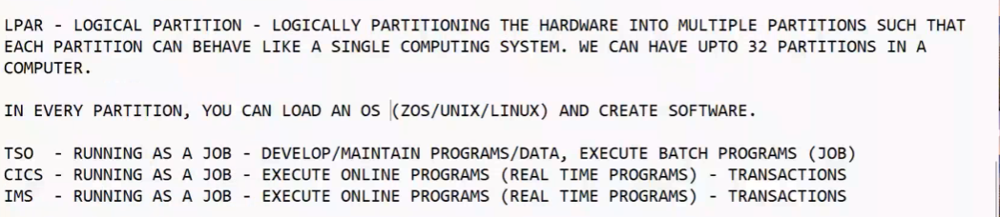 LPAR - LOGICAL PARTITION - LOGICALLY PARTITIONING THE HARDWARE INTO MULTIPLE PARTITIONS SUCH THAT
EACH PARTITION CAN BEHAVE LIKE A SINGLE COMPUTING SYSTEM. WE CAN HAVE UPTO 32 PARTITIONS IN A
COMPUTER.
IN EVERY PARTITION, YOU CAN LOAD AN OS (ZOS/UNIX/LINUX) AND CREATE SOFTWARE.
TSO - RUNNING AS A JOB - DEVELOP/MAINTAIN PROGRAMS/DATA, EXECUTE BATCH PROGRAMS (JOB)
CICS - RUNNING AS A JOB - EXECUTE ONLINE PROGRAMS (REAL TIME PROGRAMS) - TRANSACTIONS
IMS - RUNNING AS A JOB - EXECUTE ONLINE PROGRAMS (REAL TIME PROGRAMS) - TRANSACTIONS